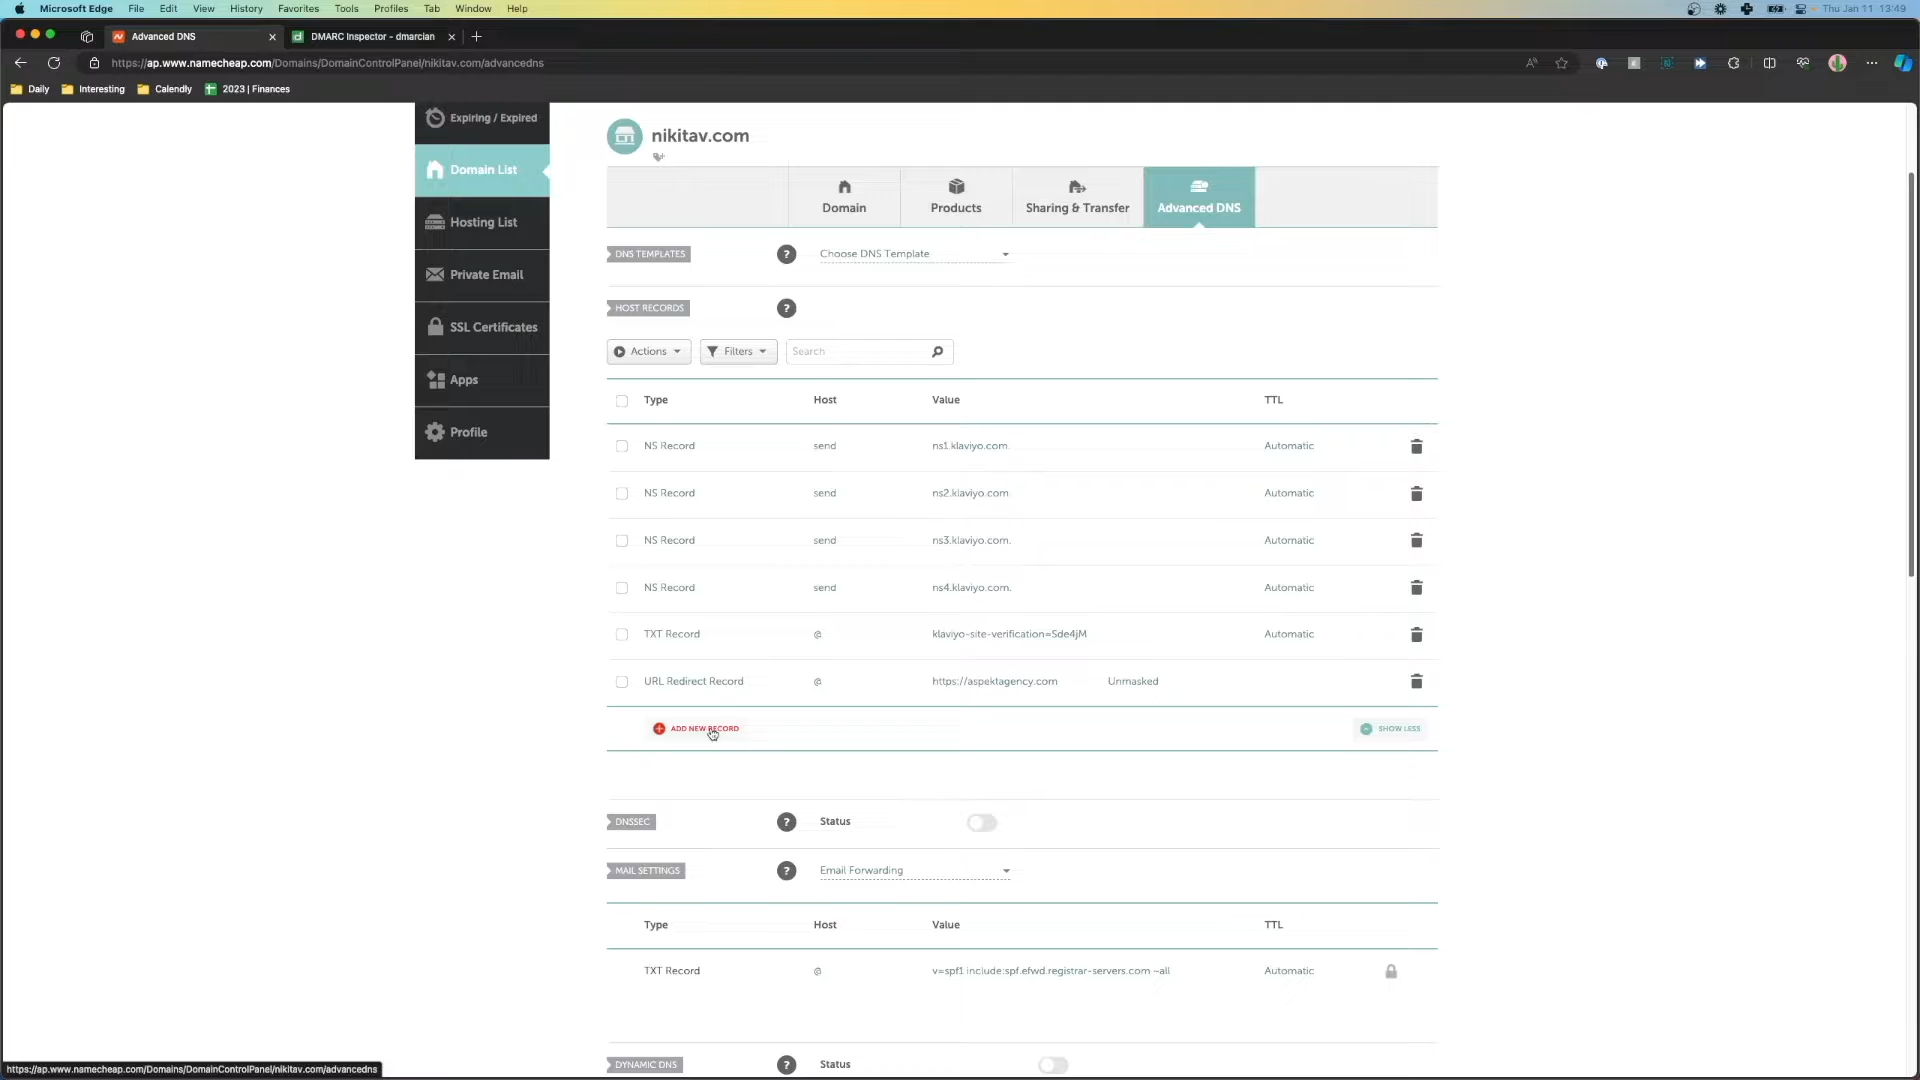 Microsoft Edge File Edit View History Favorites Tools Profiles Tab Window Help Thu Jan 11 13:49
Advanced DNS DMARC Inspector - dmarcian
https://ap.www.namecheap.com/Domains/DomainControlPanel/nikitav.com/advancedns
Daily Interesting Calendly 2023 | Finances
Expiring / Expired
Domain List
Hosting List
Private Email
SSL Certificates
Apps
Profile
nikitav.com
Domain Products Sharing & Transfer Advanced DNS
DNS TEMPLATES ? Choose DNS Template
HOST RECORDS ?
Actions Filters Search
Type Host Value TTL
NS Record send ns1.klaviyo.com. Automatic
NS Record send ns2.klaviyo.com. Automatic
NS Record send ns3.klaviyo.com. Automatic
NS Record send ns4.klaviyo.com. Automatic
TXT Record @ klaviyo-site-verification=Sde4jM Automatic
URL Redirect Record @ https://aspektagency.com Unmasked
ADD NEW RECORD SHOW LESS
DNSSEC ? Status
MAIL SETTINGS ? Email Forwarding
Type Host Value TTL
TXT Record @ v=spf1 include:spf.efwd.registrar-servers.com ~all Automatic
DYNAMIC DNS ? Status
https://ap.www.namecheap.com/Domains/DomainControlPanel/nikitav.com/advancedns